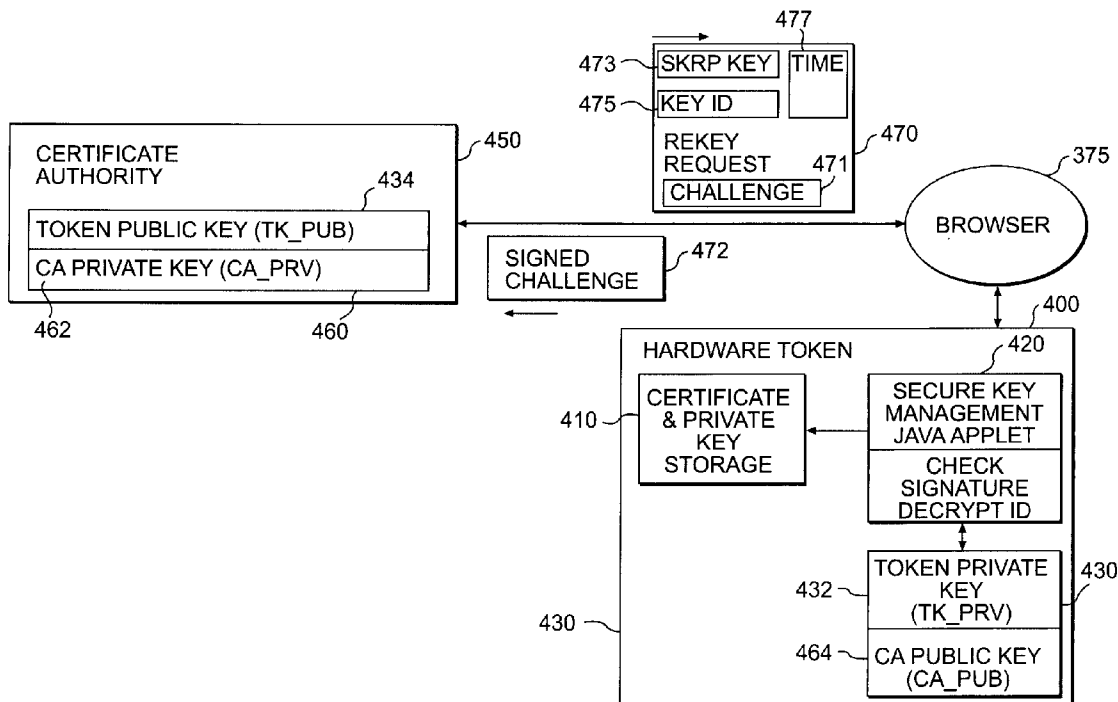 477
473
SKRP KEY
TIME
475
KEY ID
REKEY
REQUEST
470
471
CHALLENGE
450
CERTIFICATE
AUTHORITY
434
TOKEN PUBLIC KEY (TK_PUB)
CA PRIVATE KEY (CA_PRV)
462
460
SIGNED
CHALLENGE
472
375
BROWSER
400
HARDWARE TOKEN
420
410
CERTIFICATE
& PRIVATE
KEY
STORAGE
SECURE KEY
MANAGEMENT
JAVA APPLET
CHECK
SIGNATURE
DECRYPT ID
432
TOKEN PRIVATE
KEY
(TK_PRV)
430
430
464
CA PUBLIC KEY
(CA_PUB)